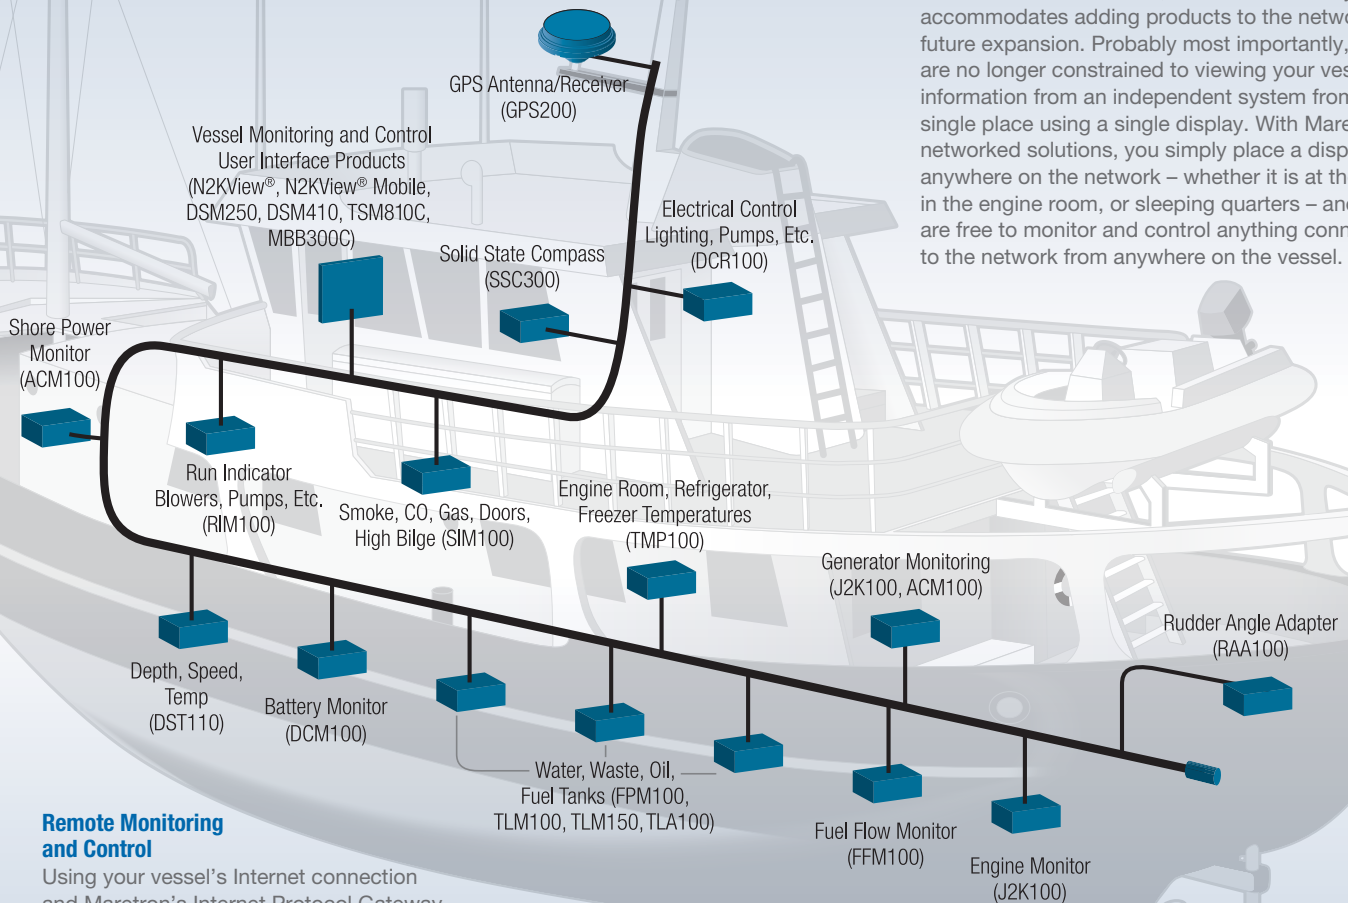 accommodates adding products to the
future expansion. Probably most importantly,
are no longer constrained to viewing your
information from an independent system from
single place using a single display. With
networked solutions, you simply place a
anywhere on the network – whether it is at
in the engine room, or sleeping quarters –
are free to monitor and control anything
to the network from anywhere on the vessel.
GPS Antenna/Receiver
(GPS200)
Vessel Monitoring and Control
User Interface Products
(N2KView®, N2KView® Mobile,
DSM250, DSM410, TSM810C,
MBB300C)
Electrical Control
Lighting, Pumps, Etc.
(DCR100)
Solid State Compass
(SSC300)
Shore Power
Monitor
(ACM100)
Run Indicator
Blowers, Pumps, Etc.
(RIM100)
Smoke, CO, Gas, Doors,
High Bilge (SIM100)
Engine Room, Refrigerator,
Freezer Temperatures
(TMP100)
Generator Monitoring
(J2K100, ACM100)
Rudder Angle Adapter
(RAA100)
Depth, Speed,
Temp
(DST110)
Battery Monitor
(DCM100)
Water, Waste, Oil,
Fuel Tanks (FPM100,
TLM100, TLM150, TLA100)
Fuel Flow Monitor
(FFM100)
Engine Monitor
(J2K100)
Remote Monitoring
and Control
Using your vessel's Internet connection
and Maretron's Internet Protocol Gateway